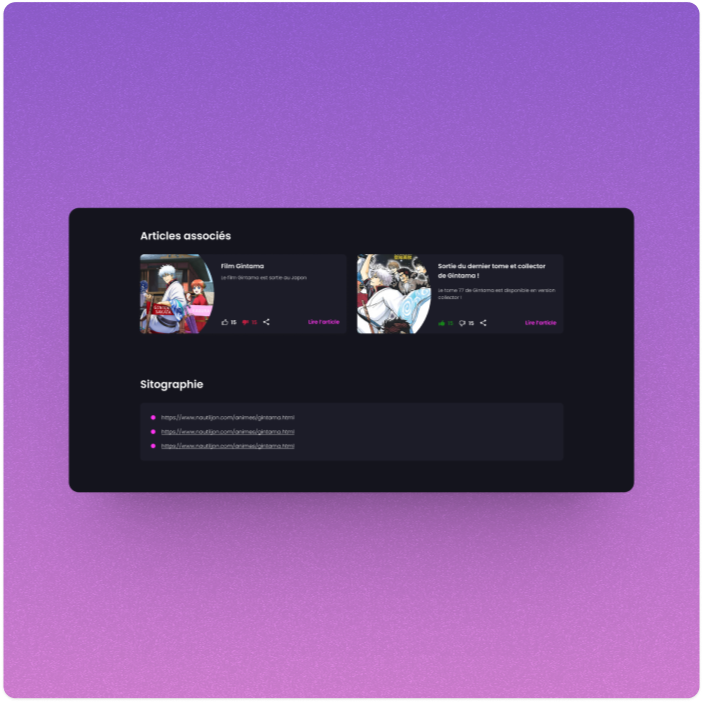 Articles associés
Film Gintama
Le film Gintama est sortie au Japon
15
15
Lire l'article
Sortie du dernier tome et collector
de Gintama !
Le tome 77 de Gintama est disponible en version
collector !
15
15
Lire l'article
Sitographie
https://www.nautiljon.com/animes/gintama.html
https://www.nautiljon.com/animes/gintama.html
https://www.nautiljon.com/animes/gintama.html